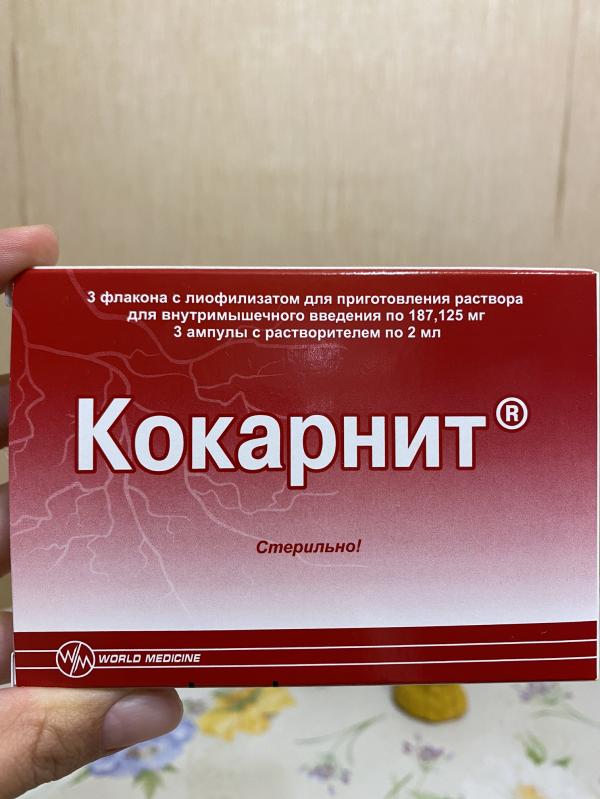 3 флакона с лиофилизатом для приготовления раствора
для внутримышечного введения по 187,125 мг
3 ампулы с растворителем по 2 мл
Кокарнит®
Стерильно!
WM WORLD MEDICINE